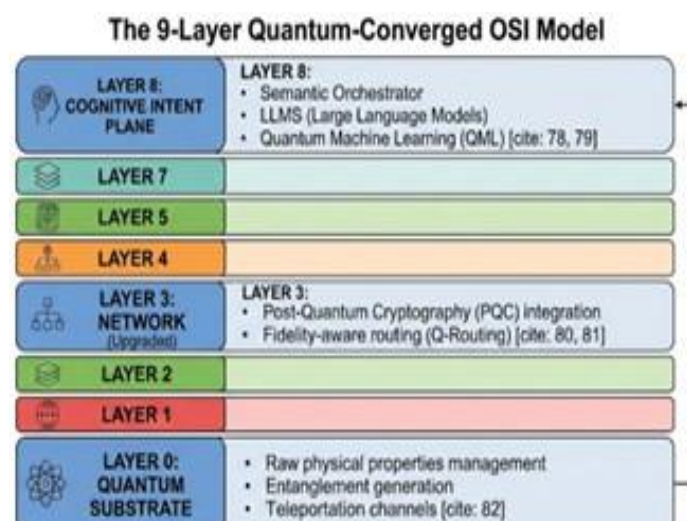 The 9-Layer Quantum-Converged OSI Model
LAYER 8:
COGNITIVE INTENT
PLANE
LAYER 8:
• Semantic Orchestrator
• LLMS (Large Language Models)
• Quantum Machine Learning (QML) [cite: 78, 79]
LAYER 7
LAYER 5
LAYER 4
LAYER 3:
NETWORK
(Upgraded)
LAYER 3:
• Post-Quantum Cryptography (PQC) integration
• Fidelity-aware routing (Q-Routing) [cite: 80, 81]
LAYER 2
LAYER 1
LAYER 0:
QUANTUM
SUBSTRATE
• Raw physical properties management
• Entanglement generation
• Teleportation channels [cite: 82]